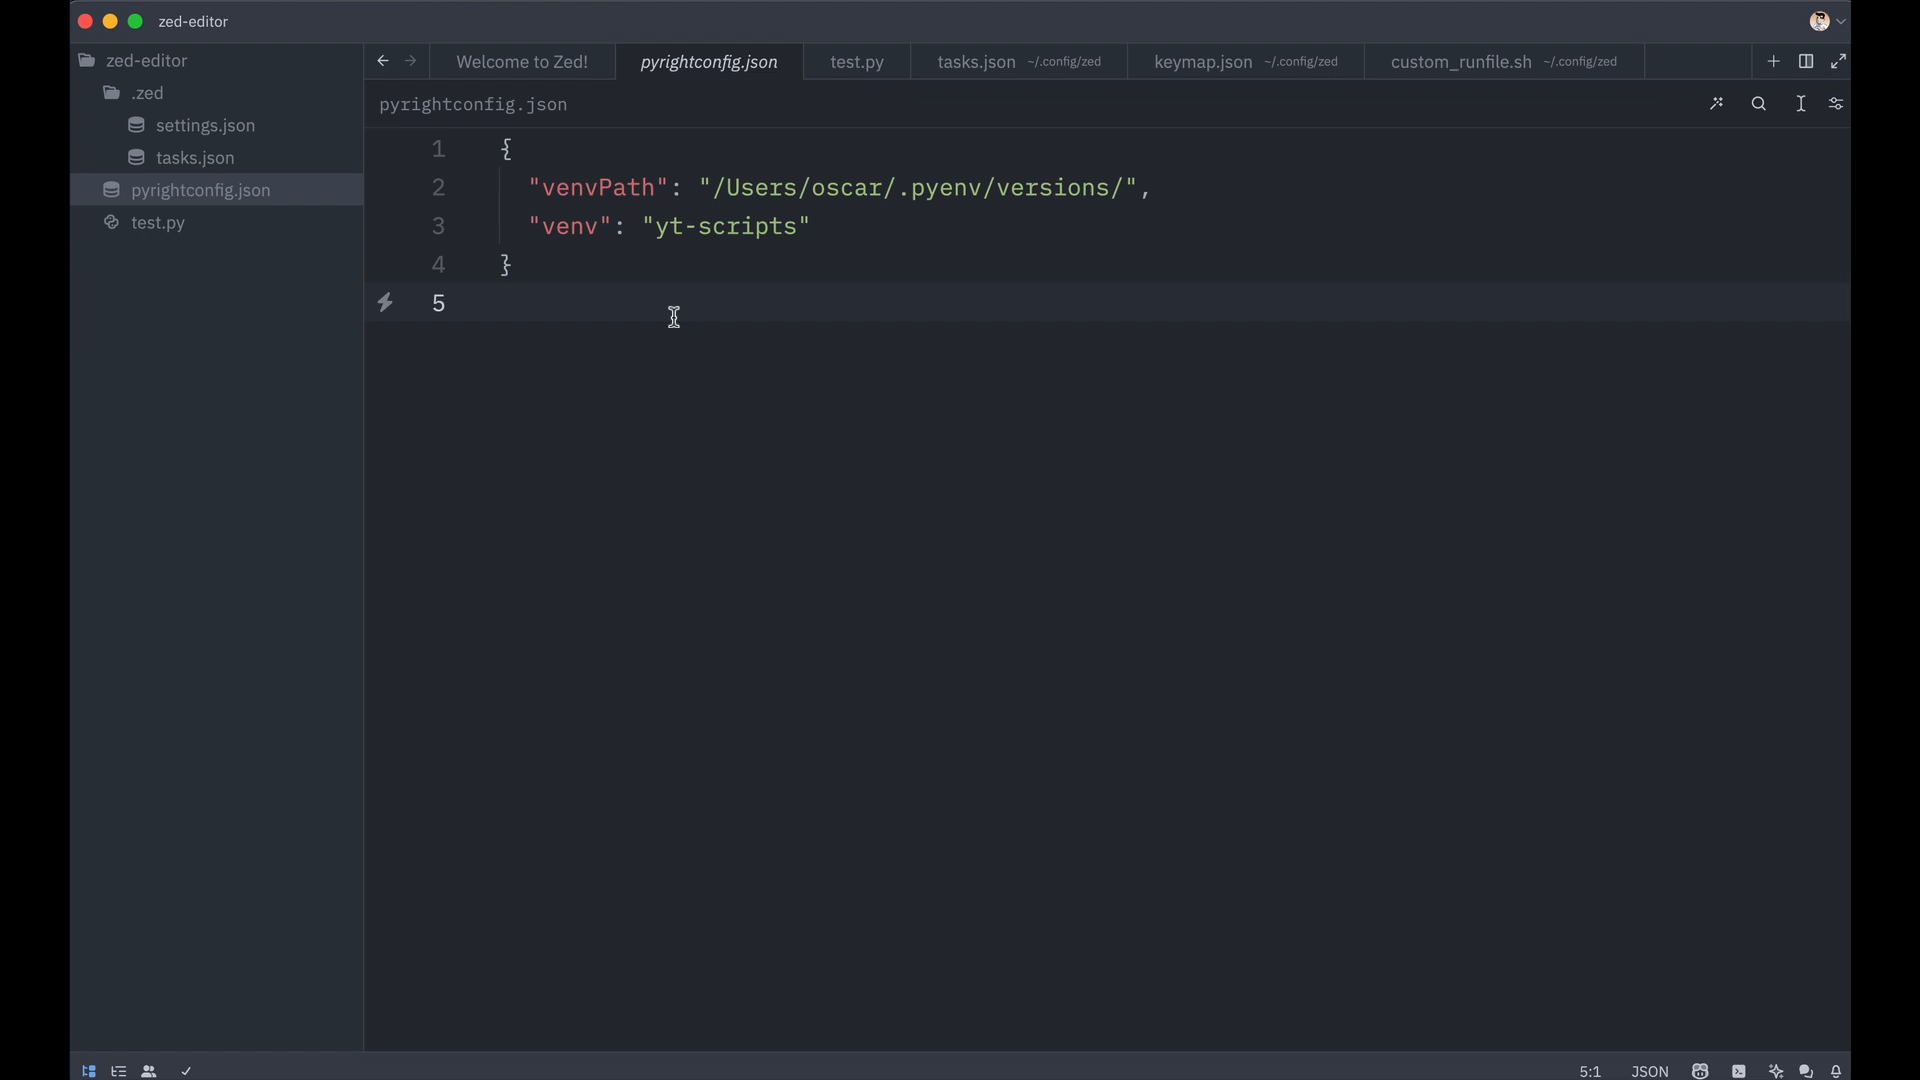 zed-editor
zed-editor
.zed
settings.json
tasks.json
pyrightconfig.json
test.py
Welcome to Zed!
pyrightconfig.json
test.py
tasks.json ~/.config/zed
keymap.json ~/.config/zed
custom_runfile.sh ~/.config/zed
pyrightconfig.json
1 {
2 "venvPath": "/Users/oscar/.pyenv/versions/",
3 "venv": "yt-scripts"
4 }
5
5:1 JSON